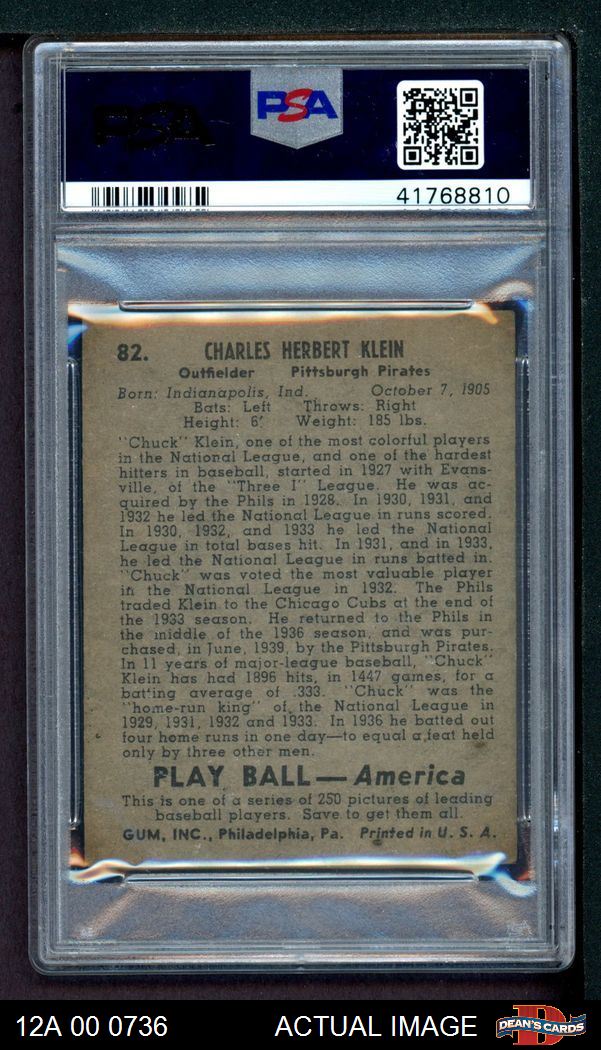 PSA
PSA
41768810
82. CHARLES HERBERT KLEIN
Outfielder Pittsburgh Pirates
Born: Indianapolis, Ind. October 7, 1905
Bats: Left Throws: Right
Height: 6' Weight: 185 lbs.
"Chuck" Klein, one of the most colorful players
in the National League, and one of the hardest
hitters in baseball, started in 1927 with Evans-
ville, of the "Three I" League. He was ac-
quired by the Phils in 1928. In 1930, 1931, and
1932 he led the National League in runs scored.
In 1930, 1932, and 1933 he led the National
League in total bases hit. In 1931, and in 1933,
he led the National League in runs batted in.
"Chuck" was voted the most valuable player
in the National League in 1932. The Phils
traded Klein to the Chicago Cubs at the end of
the 1933 season. He returned to the Phils in
the middle of the 1936 season, and was pur-
chased, in June, 1939, by the Pittsburgh Pirates.
In 11 years of major-league baseball, "Chuck"
Klein has had 1896 hits, in 1447 games, for a
batting average of .333. "Chuck" was the
"home-run king" of the National League in
1929, 1931, 1932 and 1933. In 1936 he batted out
four home runs in one day—to equal a feat held
only by three other men.
PLAY BALL — America
This is one of a series of 250 pictures of leading
baseball players. Save to get them all.
GUM, INC., Philadelphia, Pa. Printed in U. S. A.
12A 00 0736 ACTUAL IMAGE DEAN'S CARDS